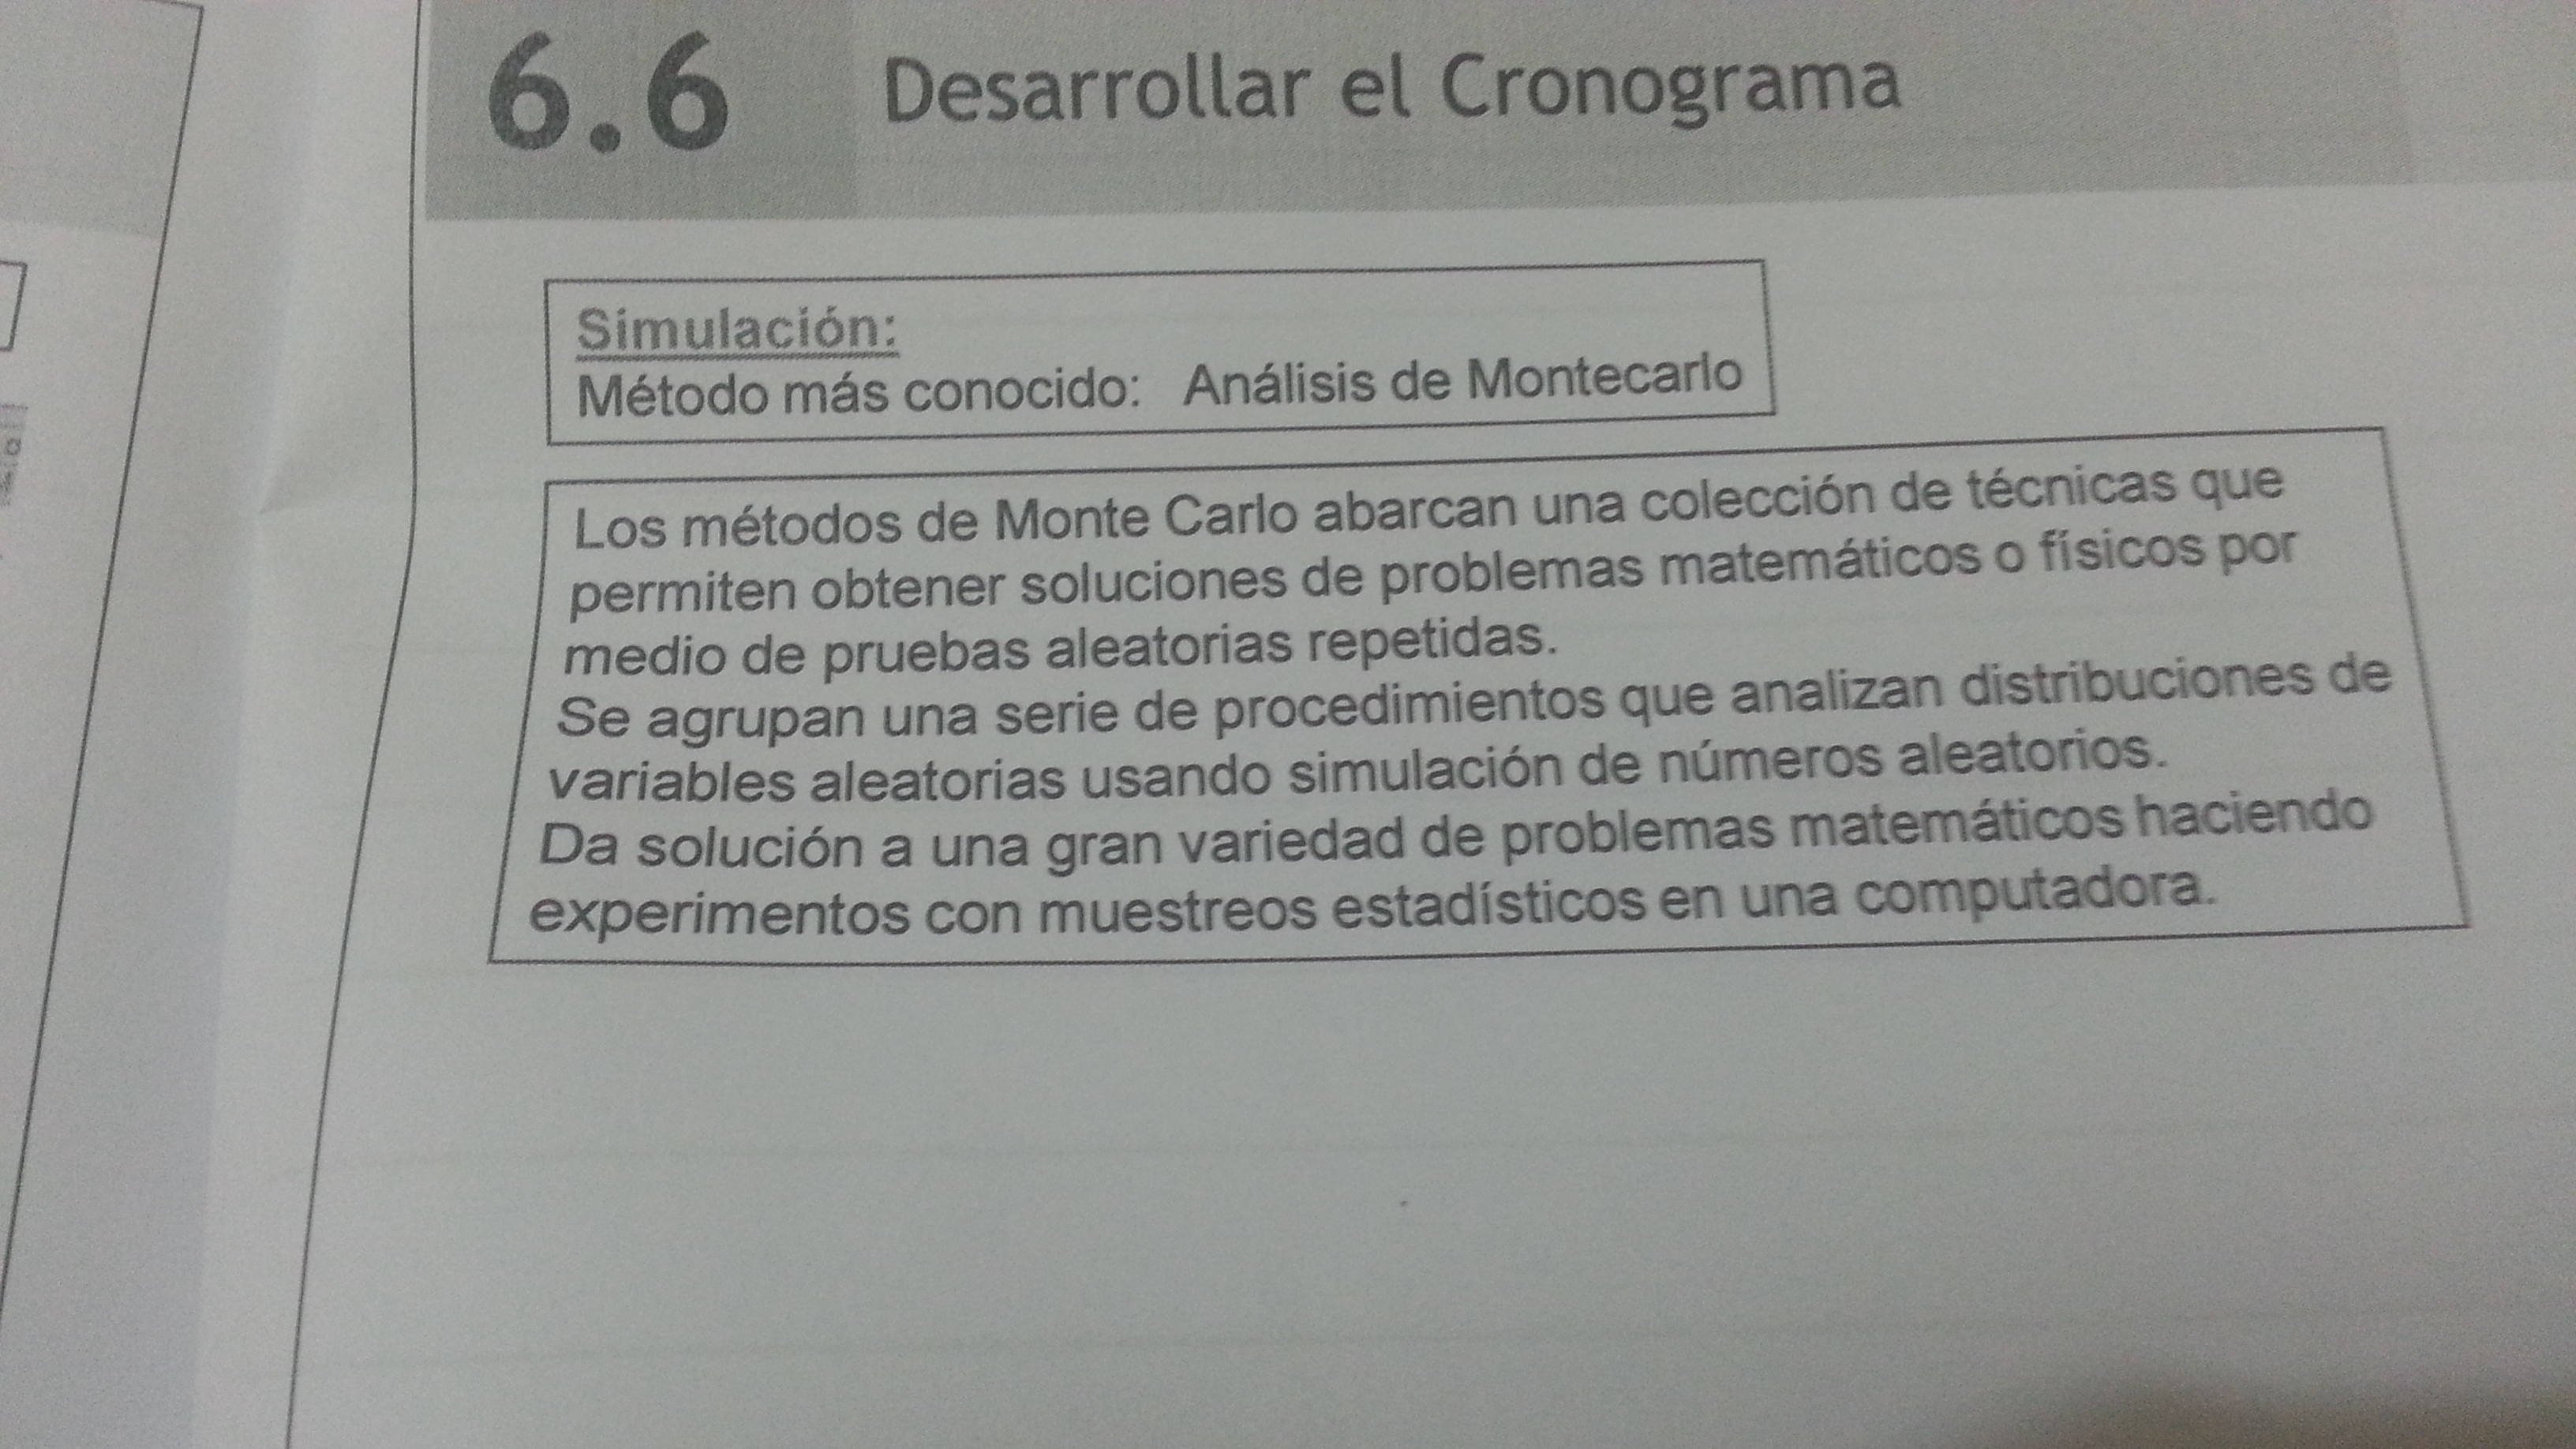 6.6 Desarrollar el Cronograma
Simulación:
Método más conocido: Análisis de Montecarlo
Los métodos de Monte Carlo abarcan una colección de técnicas que
permiten obtener soluciones de problemas matemáticos o físicos por
medio de pruebas aleatorias repetidas.
Se agrupan una serie de procedimientos que analizan distribuciones de
variables aleatorias usando simulación de números aleatorios.
Da solución a una gran variedad de problemas matemáticos haciendo
experimentos con muestreos estadísticos en una computadora.